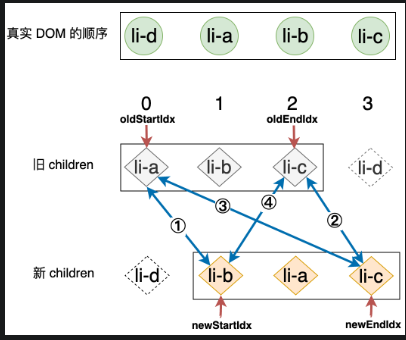 真实 DOM 的顺序
li-d li-a li-b li-c
0 1 2 3
oldStartIdx oldEndIdx
旧 children
li-a li-b li-c li-d
③ ④
① ②
新 children
li-d li-b li-a li-c
newStartIdx newEndIdx